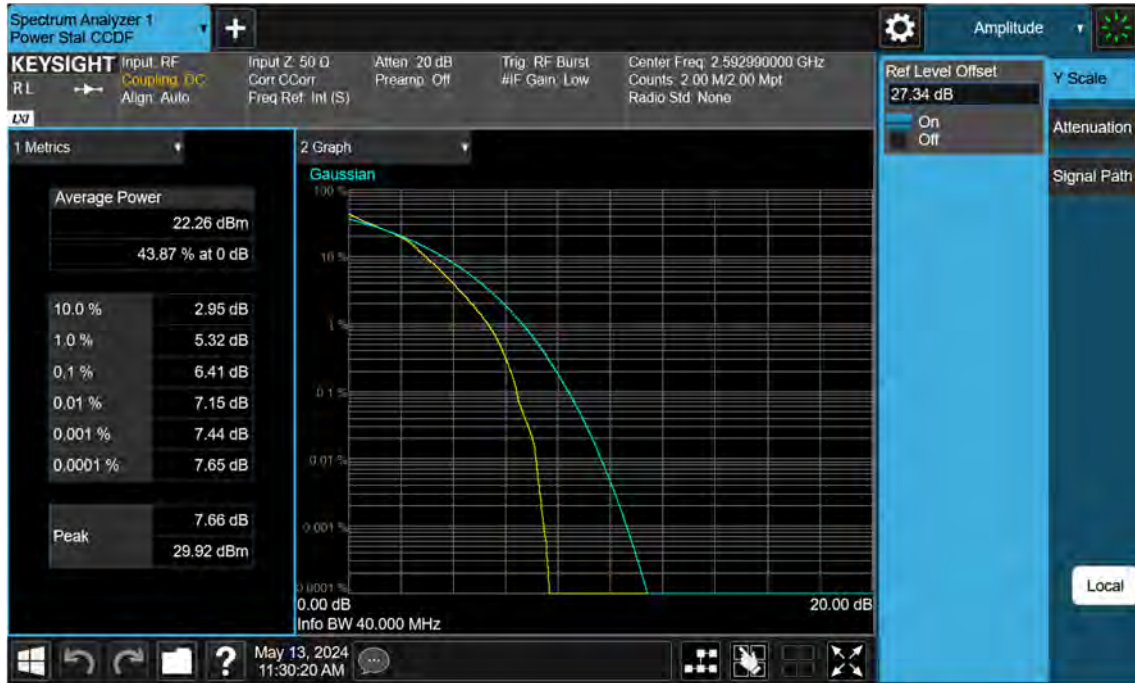 Spectrum Analyzer 1
Power Stat CCDF
+
Amplitude
KEYSIGHT
RL
LXI
Input: RF
Coupling: DC
Align: Auto
Input Z: 50 Ω
Corr CCorr
Freq Ref: Int (S)
Atten: 20 dB
Preamp: Off
Trig: RF Burst
#IF Gain: Low
Center Freq: 2.592990000 GHz
Counts: 2.00 M/2.00 Mpt
Radio Std: None
Ref Level Offset
27.34 dB
On
Off
Y Scale
Attenuation
Signal Path
Local
1 Metrics
Average Power
22.26 dBm
43.87 % at 0 dB
10.0 % 2.95 dB
1.0 % 5.32 dB
0.1 % 6.41 dB
0.01 % 7.15 dB
0.001 % 7.44 dB
0.0001 % 7.65 dB
Peak
7.66 dB
29.92 dBm
2 Graph
Gaussian
100 %
10 %
1 %
0.1 %
0.01 %
0.001 %
0.0001 %
0.00 dB
20.00 dB
Info BW 40.000 MHz
?
May 13, 2024
11:30:20 AM